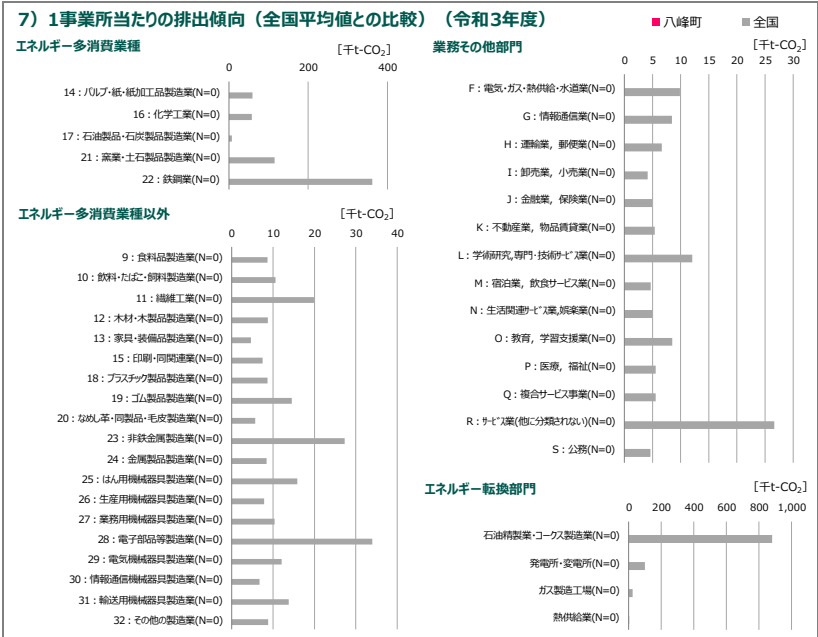 7）1事業所当たりの排出傾向（全国平均値との比較）（令和3年度）
■八峰町 ■全国
エネルギー多消費業種
[千t-CO₂]
0 200 400
14：パルプ・紙・紙加工品製造業(N=0)
16：化学工業(N=0)
17：石油製品・石炭製品製造業(N=0)
21：窯業・土石製品製造業(N=0)
22：鉄鋼業(N=0)
エネルギー多消費業種以外
[千t-CO₂]
0 10 20 30 40
9：食料品製造業(N=0)
10：飲料・たばこ・飼料製造業(N=0)
11：繊維工業(N=0)
12：木材・木製品製造業(N=0)
13：家具・装備品製造業(N=0)
15：印刷・同関連業(N=0)
18：プラスチック製品製造業(N=0)
19：ゴム製品製造業(N=0)
20：なめし革・同製品・毛皮製造業(N=0)
23：非鉄金属製造業(N=0)
24：金属製品製造業(N=0)
25：はん用機械器具製造業(N=0)
26：生産用機械器具製造業(N=0)
27：業務用機械器具製造業(N=0)
28：電子部品等製造業(N=0)
29：電気機械器具製造業(N=0)
30：情報通信機械器具製造業(N=0)
31：輸送用機械器具製造業(N=0)
32：その他の製造業(N=0)
業務その他部門
[千t-CO₂]
0 5 10 15 20 25 30
F：電気・ガス・熱供給・水道業(N=0)
G：情報通信業(N=0)
H：運輸業，郵便業(N=0)
I：卸売業，小売業(N=0)
J：金融業，保険業(N=0)
K：不動産業，物品賃貸業(N=0)
L：学術研究,専門・技術ｻｰﾋﾞｽ業(N=0)
M：宿泊業，飲食サービス業(N=0)
N：生活関連ｻｰﾋﾞｽ業,娯楽業(N=0)
O：教育，学習支援業(N=0)
P：医療，福祉(N=0)
Q：複合サービス事業(N=0)
R：ｻｰﾋﾞｽ業(他に分類されない)(N=0)
S：公務(N=0)
エネルギー転換部門
[千t-CO₂]
0 200 400 600 800 1,000
石油精製業・コークス製造業(N=0)
発電所・変電所(N=0)
ガス製造工場(N=0)
熱供給業(N=0)